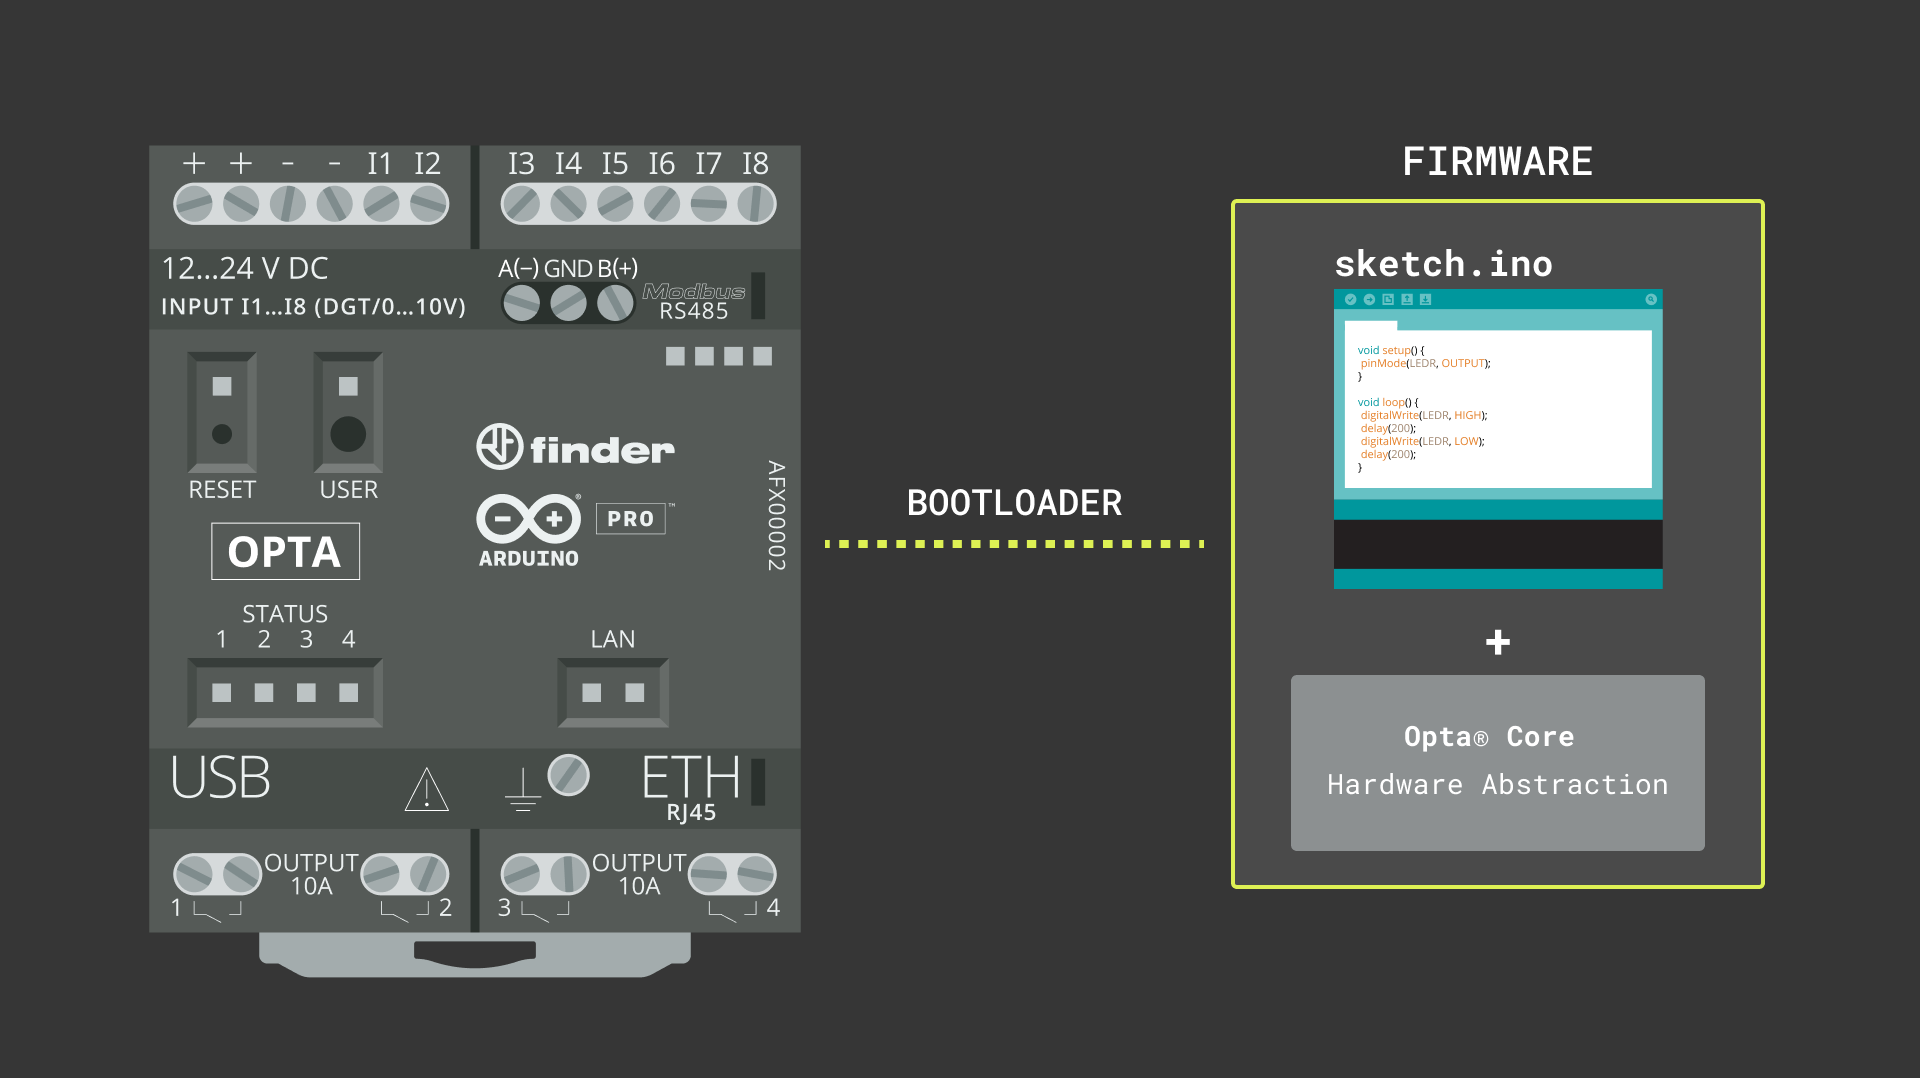 + + - - I1 I2 I3 I4 I5 I6 I7 I8
12...24 V DC
INPUT I1...I8 (DGT/0...10V)
A(−) GND B(+)
Modbus
RS485
RESET
USER
finder
ARDUINO
®
PRO
™
AFX00002
OPTA
STATUS
1 2 3 4
LAN
USB
ETH
RJ45
OUTPUT
10A
1
2
OUTPUT
10A
3
4
BOOTLOADER
FIRMWARE
sketch.ino
void setup() {
pinMode(LEDR, OUTPUT);
}
void loop() {
digitalWrite(LEDR, HIGH);
delay(200);
digitalWrite(LEDR, LOW);
delay(200);
}
+
Opta® Core
Hardware Abstraction